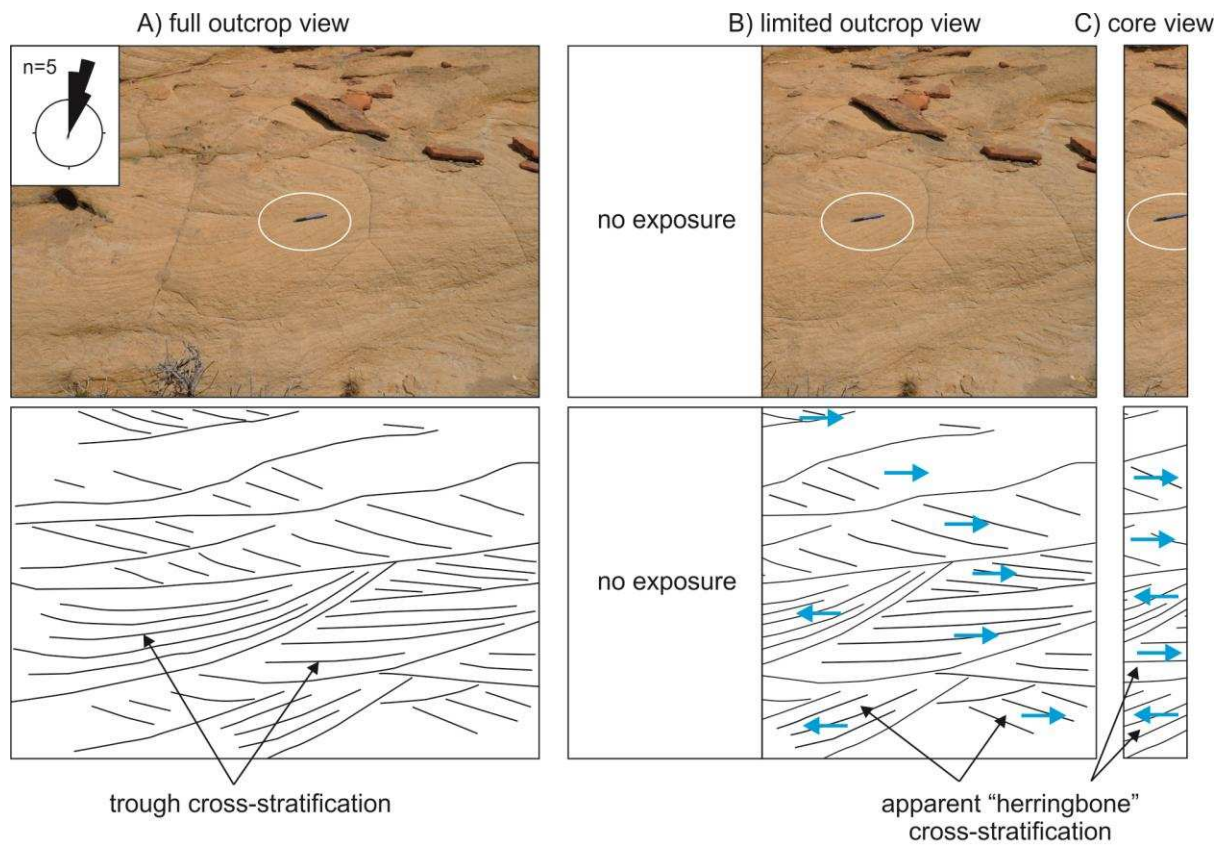 A) full outcrop view
B) limited outcrop view
C) core view
n=5
no exposure
no exposure
trough cross-stratification
apparent "herringbone"
cross-stratification